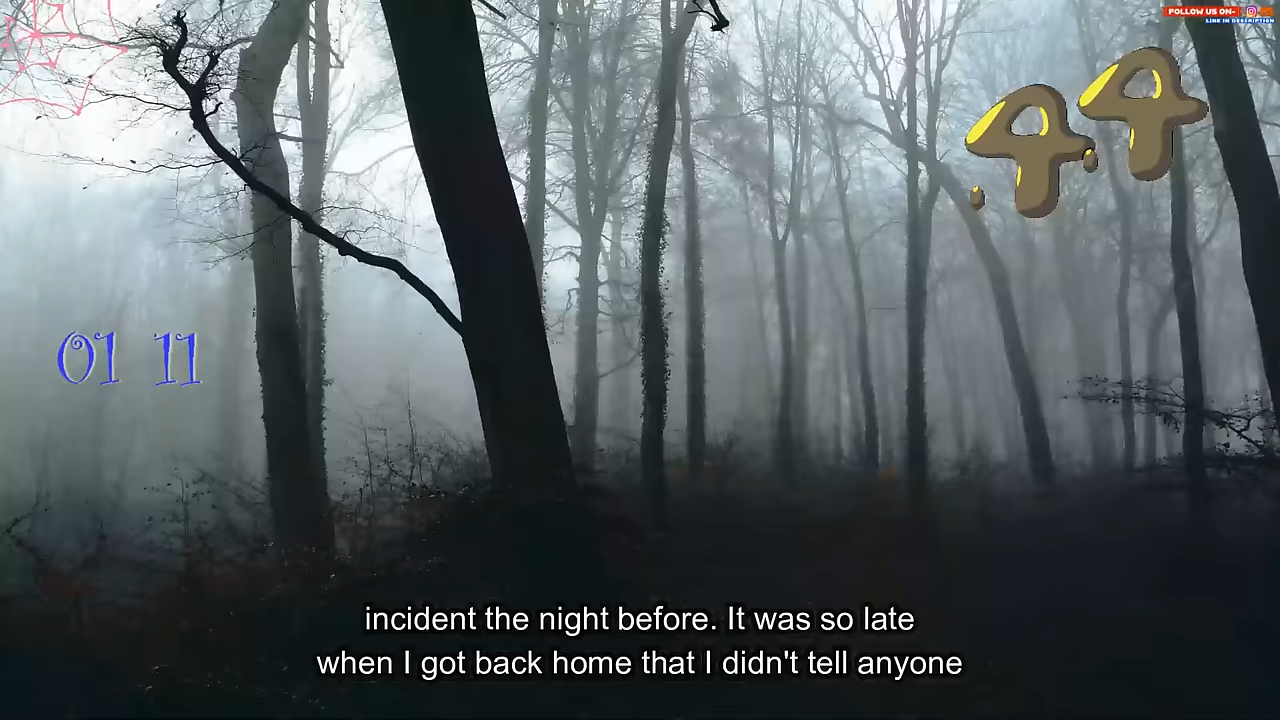 FOLLOW US ON-
LINK IN DESCRIPTION
44
01 11
incident the night before. It was so late
when I got back home that I didn't tell anyone